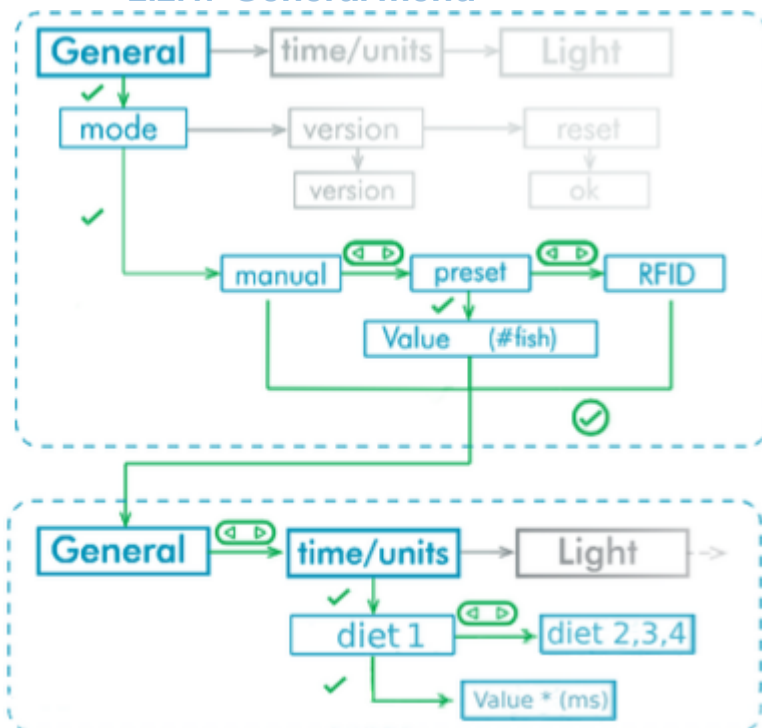 General time/units Light
mode version reset
version ok
manual preset RFID
Value (#fish)
General time/units Light
diet 1 diet 2,3,4
Value * (ms)